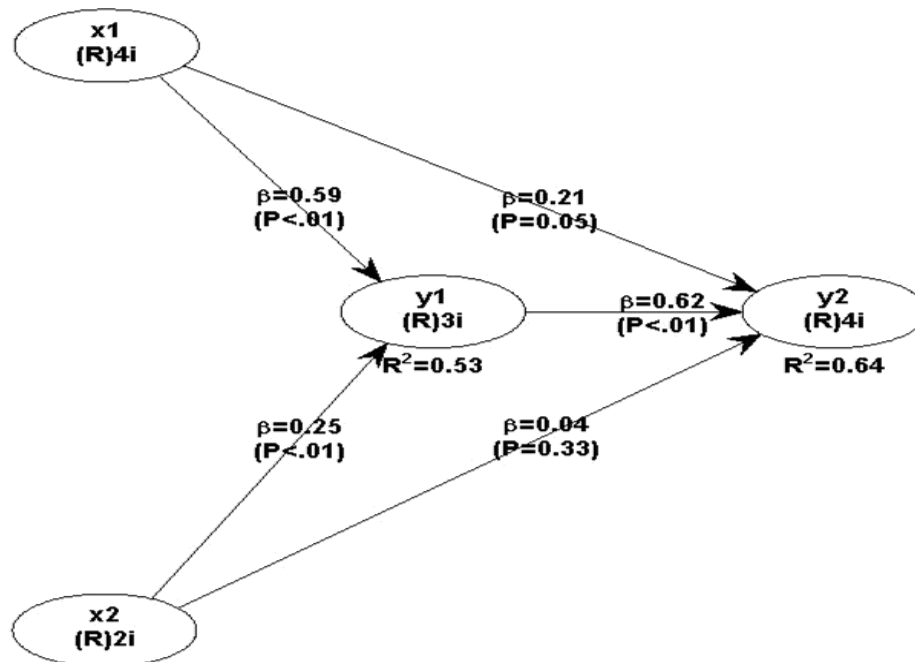 x1
(R)4i
β=0.59
(P<.01)
β=0.21
(P=0.05)
y1
(R)3i
R²=0.53
β=0.62
(P<.01)
y2
(R)4i
R²=0.64
β=0.25
(P<.01)
β=0.04
(P=0.33)
x2
(R)2i